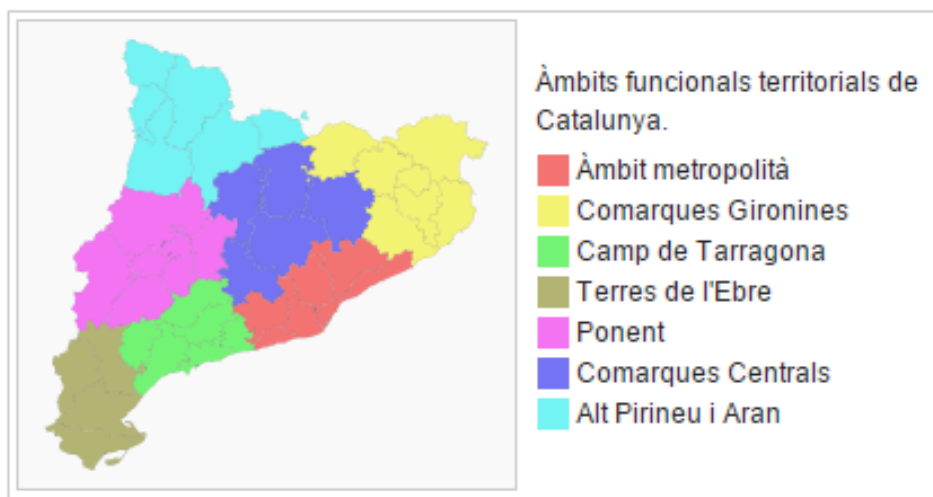 Àmbits funcionals territorials de
Catalunya.
Àmbit metropolità
Comarques Gironines
Camp de Tarragona
Terres de l'Ebre
Ponent
Comarques Centrals
Alt Pirineu i Aran